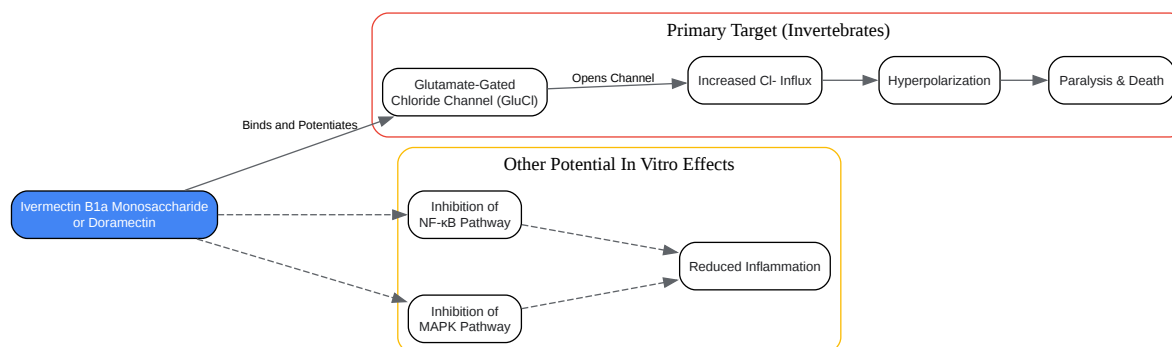 Primary Target (Invertebrates)
Glutamate-Gated
Chloride Channel (GluCl)
Opens Channel
Increased Cl- Influx
Hyperpolarization
Paralysis & Death
Binds and Potentiates
Other Potential In Vitro Effects
Ivermectin B1a Monosaccharide
or Doramectin
Inhibition of
NF-κB Pathway
Reduced Inflammation
Inhibition of
MAPK Pathway